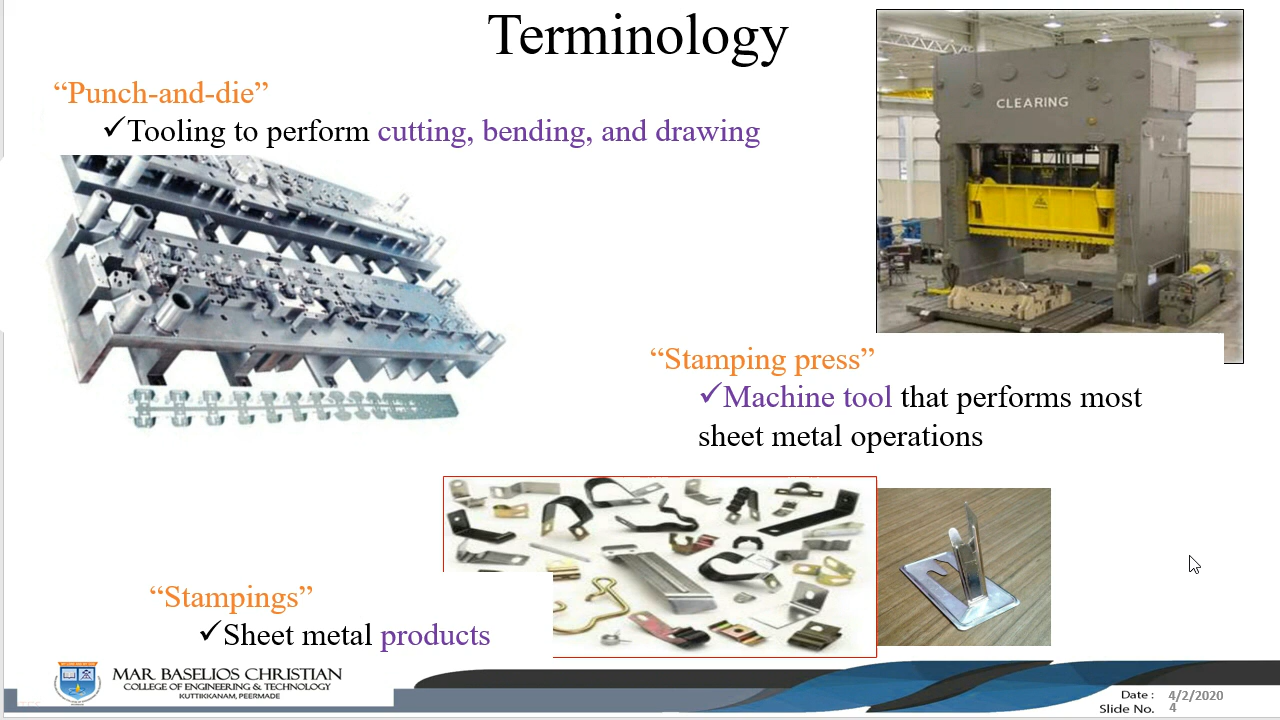 Terminology
“Punch-and-die”
✓Tooling to perform cutting, bending, and drawing
CLEARING
“Stamping press”
✓Machine tool that performs most
sheet metal operations
“Stampings”
✓Sheet metal products
MAR BASELIOS CHRISTIAN
COLLEGE OF ENGINEERING & TECHNOLOGY
KUTTIKKANAM, PEERMADE
Date : 4/2/2020
Slide No. 4